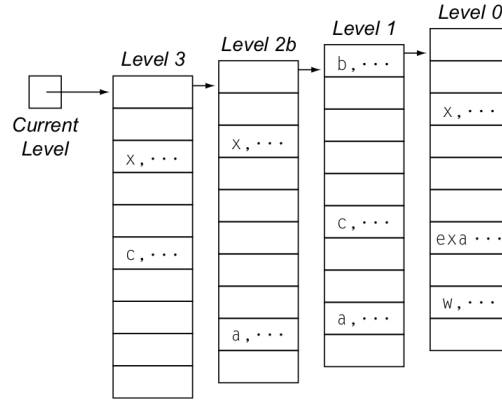 Level 3
Level 2b
Level 1
Level 0
Current
Level
x,···
c,···
x,···
a,···
b,···
c,···
a,···
x,···
exa ···
w,···